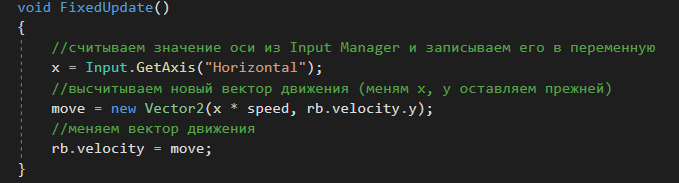 void FixedUpdate()
{
//считываем значение оси из Input Manager и записываем его в переменную
x = Input.GetAxis("Horizontal");
//высчитываем новый вектор движения (меням x, y оставляем прежней)
move = new Vector2(x * speed, rb.velocity.y);
//меняем вектор движения
rb.velocity = move;
}